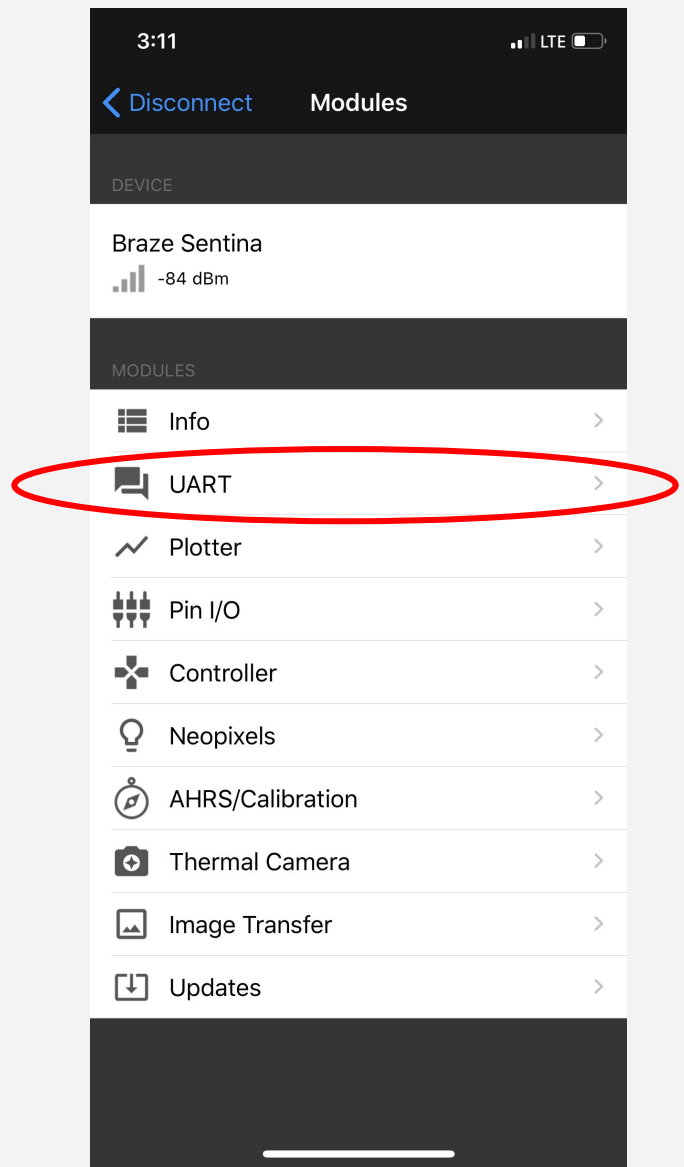 3:11
LTE
Disconnect Modules
DEVICE
Braze Sentina
-84 dBm
MODULES
Info
UART
Plotter
Pin I/O
Controller
Neopixels
AHRS/Calibration
Thermal Camera
Image Transfer
Updates